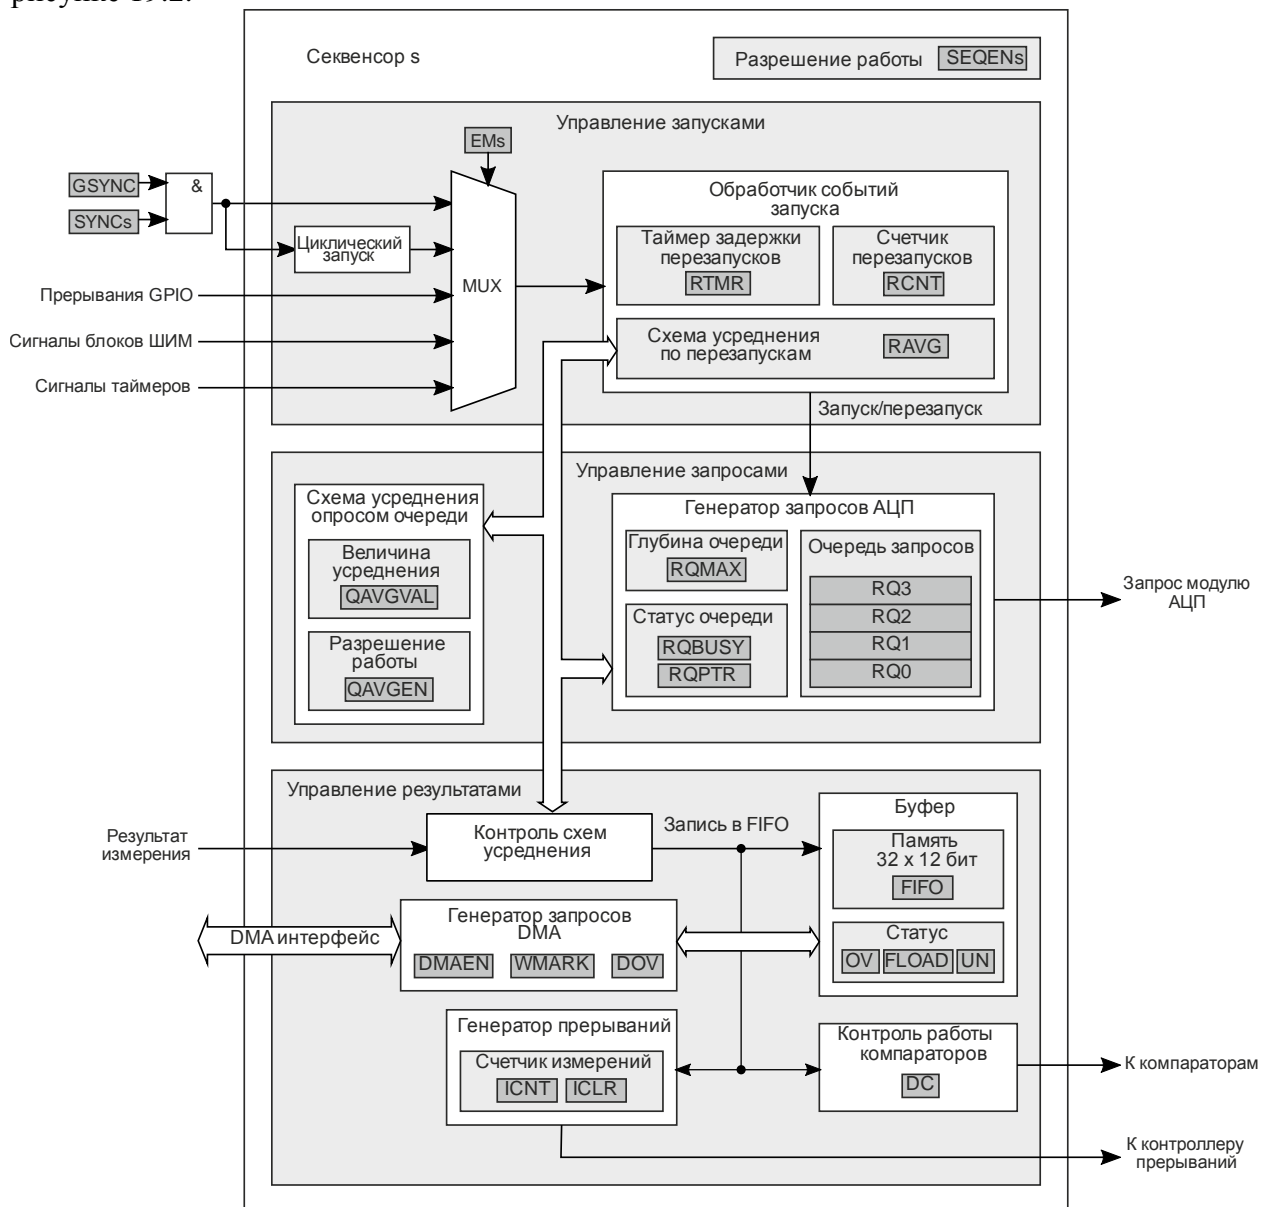 рисунке 19.2.
Секвенсор s
Разрешение работы SEQENs
Управление запусками
EMs
GSYNC
&
SYNCs
Циклический
запуск
MUX
Прерывания GPIO
Сигналы блоков ШИМ
Сигналы таймеров
Обработчик событий
запуска
Таймер задержки
перезапусков
RTMR
Счетчик
перезапусков
RCNT
Схема усреднения
по перезапускам
RAVG
Запуск/перезапуск
Управление запросами
Схема усреднения
опросом очереди
Величина
усреднения
QAVGVAL
Разрешение
работы
QAVGEN
Генератор запросов АЦП
Глубина очереди
RQMAX
Статус очереди
RQBUSY
RQPTR
Очередь запросов
RQ3
RQ2
RQ1
RQ0
Запрос модулю
АЦП
Управление результатами
Результат
измерения
Контроль схем
усреднения
Запись в FIFO
Буфер
Память
32 x 12 бит
FIFO
Статус
OV FLOAD UN
DMA интерфейс
Генератор запросов
DMA
DMAEN WMARK DOV
Генератор прерываний
Счетчик измерений
ICNT ICLR
Контроль работы
компараторов
DC
К компараторам
К контроллеру
прерываний